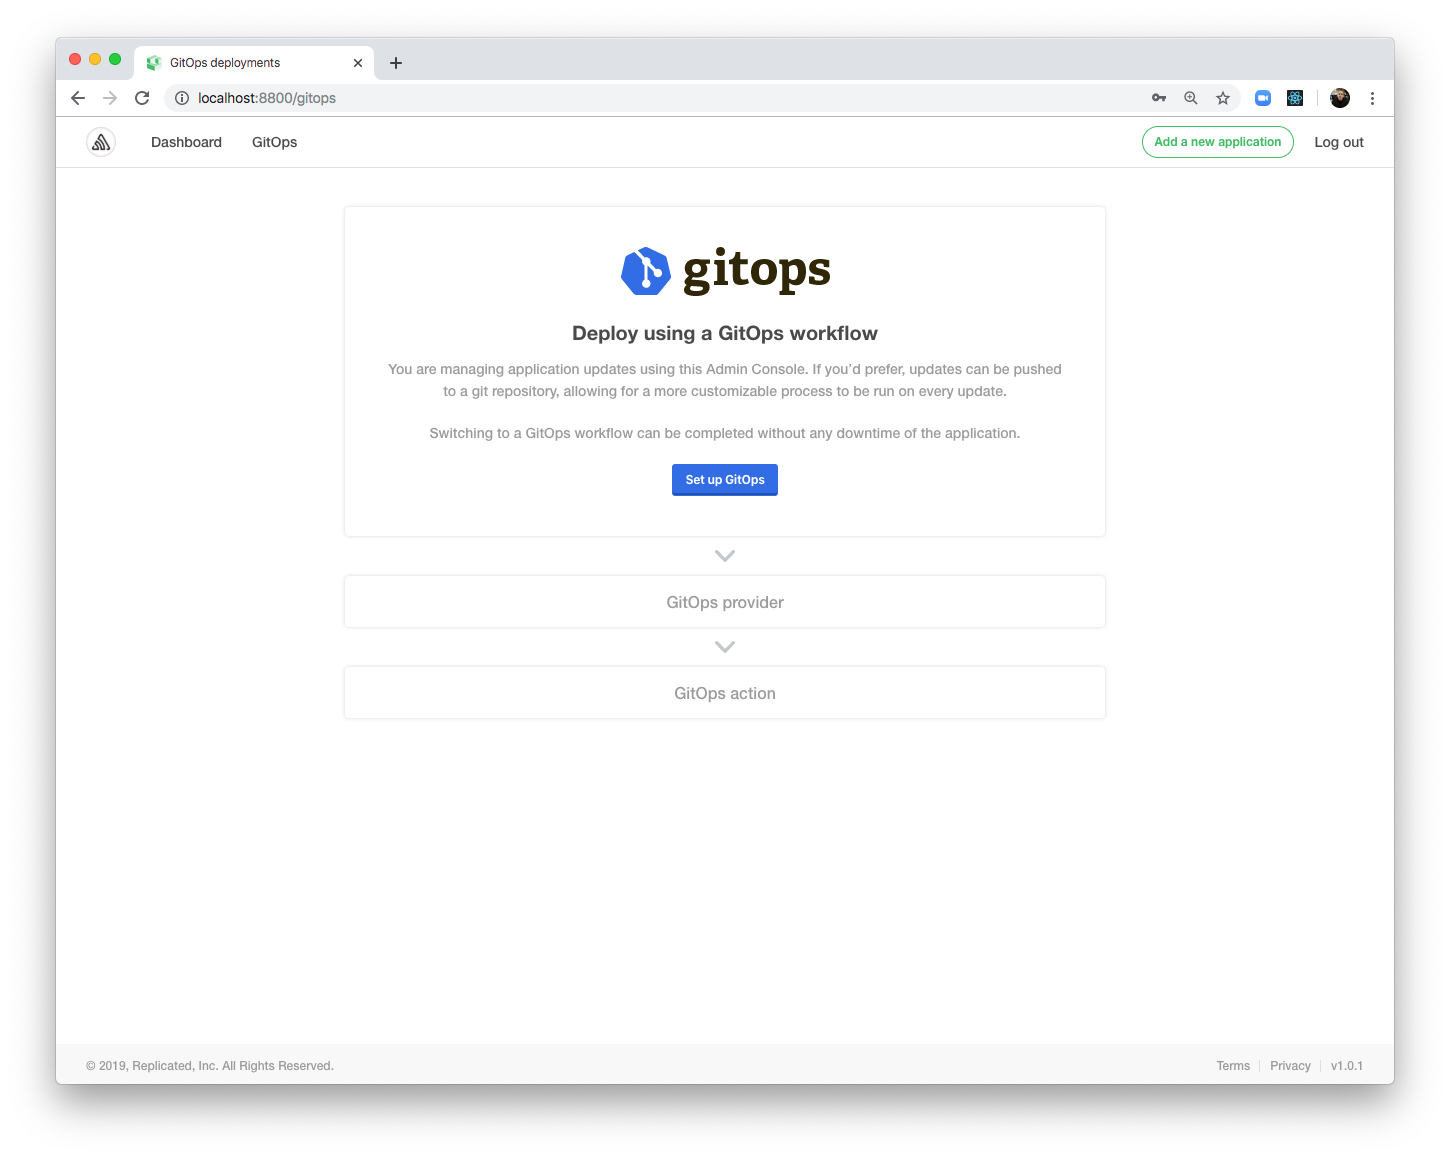 GitOps deployments
localhost:8800/gitops
Dashboard GitOps Add a new application Log out
gitops
Deploy using a GitOps workflow
You are managing application updates using this Admin Console. If you’d prefer, updates can be pushed
to a git repository, allowing for a more customizable process to be run on every update.
Switching to a GitOps workflow can be completed without any downtime of the application.
Set up GitOps
GitOps provider
GitOps action
© 2019, Replicated, Inc. All Rights Reserved. Terms Privacy v1.0.1